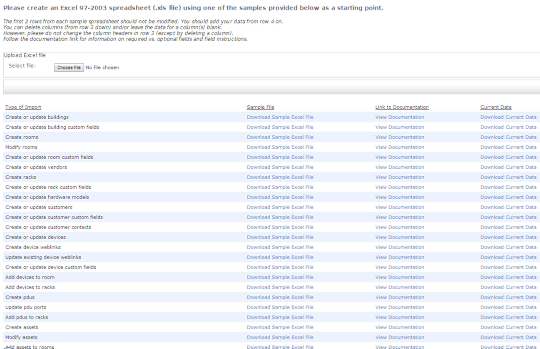 Please create an Excel 97-2003 spreadsheet (.xls file) using one of the samples provided below as a starting point.
The first 2 rows from each sample spreadsheet should not be modified. You should add your data from row 4 on.
You can delete columns (from row 3 down) and/or leave the data for a column(s) blank.
However, please do not change the column headers in row 3 (except by deleting a column).
Follow the documentation link for information on required vs. optional fields and field instructions.
Upload Excel file
Select file: Choose File No file chosen
Type of Import Sample File Link to Documentation Current Data
Create or update buildings Download Sample Excel File View Documentation Download Current Data
Create or update building custom fields Download Sample Excel File View Documentation Download Current Data
Create rooms Download Sample Excel File View Documentation Download Current Data
Modify rooms Download Sample Excel File View Documentation Download Current Data
Create or update room custom fields Download Sample Excel File View Documentation Download Current Data
Create or update vendors Download Sample Excel File View Documentation Download Current Data
Create racks Download Sample Excel File View Documentation Download Current Data
Create or update rack custom fields Download Sample Excel File View Documentation Download Current Data
Create or update hardware models Download Sample Excel File View Documentation Download Current Data
Create or update customers Download Sample Excel File View Documentation Download Current Data
Create or update customer custom fields Download Sample Excel File View Documentation Download Current Data
Create or update customer contacts Download Sample Excel File View Documentation Download Current Data
Create or update devices Download Sample Excel File View Documentation Download Current Data
Create device weblinks Download Sample Excel File View Documentation Download Current Data
Update existing device weblinks Download Sample Excel File View Documentation Download Current Data
Create or update device custom fields Download Sample Excel File View Documentation Download Current Data
Add devices to room Download Sample Excel File View Documentation Download Current Data
Add devices to racks Download Sample Excel File View Documentation Download Current Data
Create pdus Download Sample Excel File View Documentation Download Current Data
Update pdu ports Download Sample Excel File View Documentation Download Current Data
Add pdus to racks Download Sample Excel File View Documentation Download Current Data
Create assets Download Sample Excel File View Documentation Download Current Data
Modify assets Download Sample Excel File View Documentation Download Current Data
Add assets to rooms Download Sample Excel File View Documentation Download Current Data